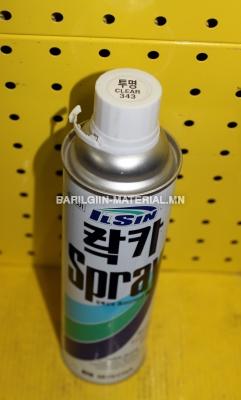 투명
CLEAR
343
ILSIN
BARILGIIN-MATERIAL.MN
락카
Spray